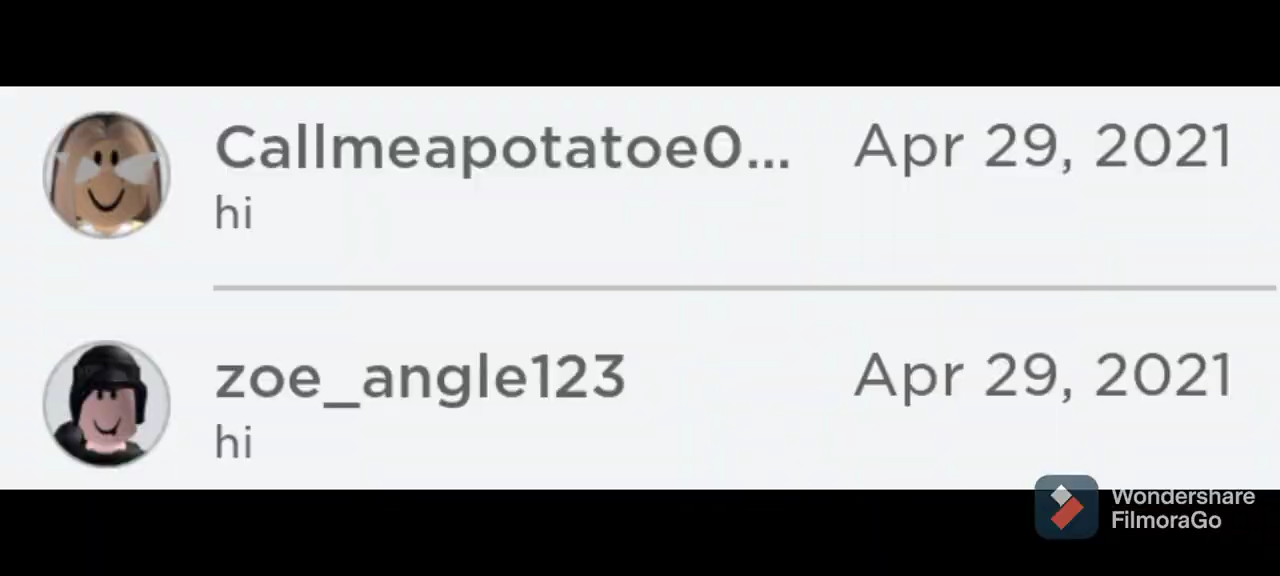 Callmeapotatoe0... Apr 29, 2021
hi
zoe_angle123 Apr 29, 2021
hi
Wondershare
FilmoraGo